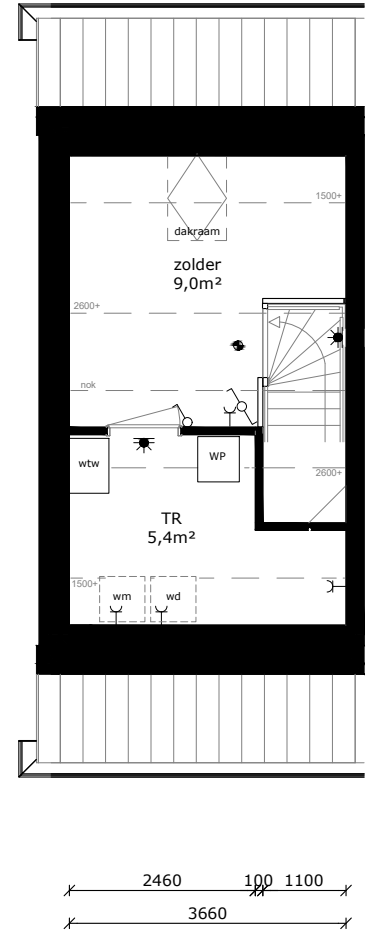 1500+
dakraam
zolder
9,0m²
2600+
nok
wtw
WP
2600+
TR
5,4m²
1500+
wm wd
2460 100 1100
3660